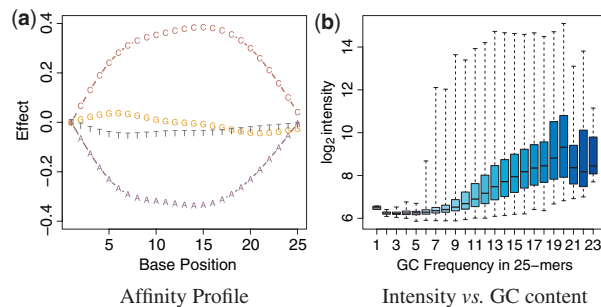 (a)
0.4
0.2
0.0
-0.2
-0.4
Effect
5 10 15 20 25
Base Position
Affinity Profile
(b)
14
12
10
8
6
log2 intensity
1 3 5 7 9 11 13 15 17 19 21 23
GC Frequency in 25-mers
Intensity vs. GC content